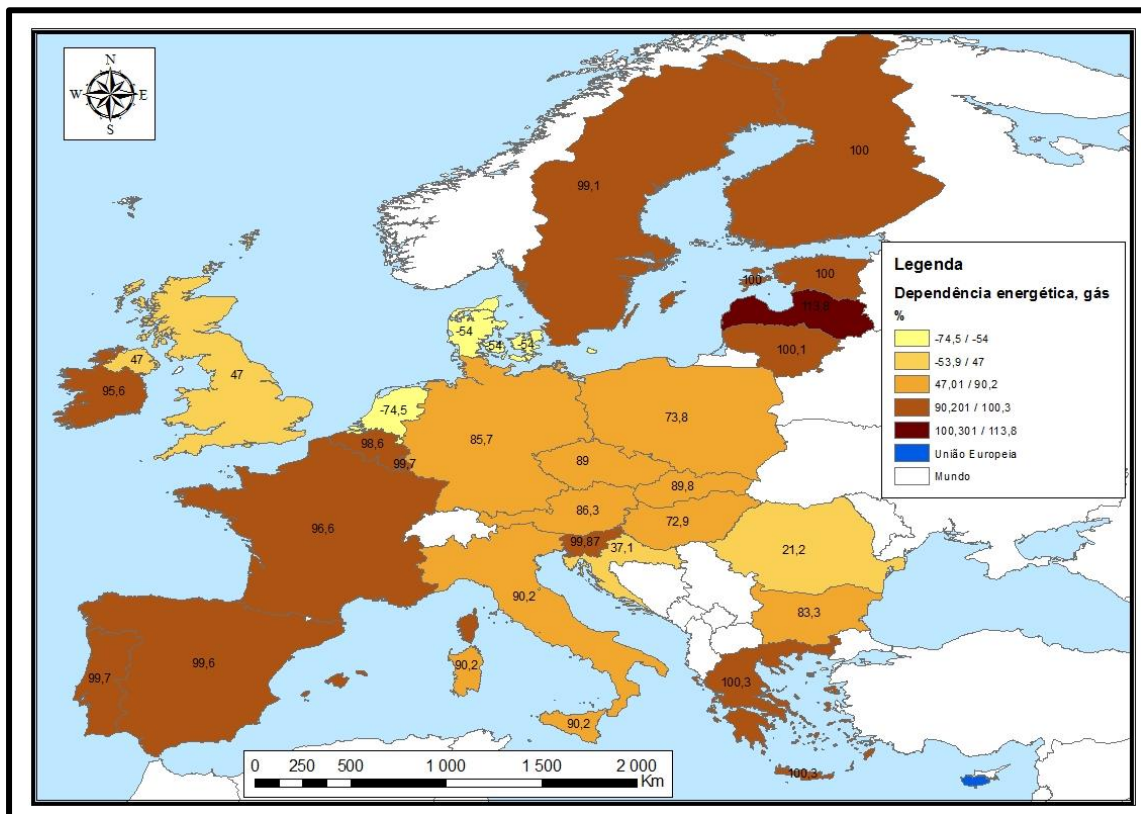 N
W E
S
99,1
100
100
100
113,8
100,1
47
47
95,6
-54
-54
-54
-74,5
98,6
99,7
85,7
73,8
89
89,8
86,3
72,9
96,6
99,87
37,1
21,2
83,3
90,2
90,2
90,2
99,7
99,6
100,3
100,3
Legenda
Dependência energética, gás
%
-74,5 / -54
-53,9 / 47
47,01 / 90,2
90,201 / 100,3
100,301 / 113,8
União Europeia
Mundo
0 250 500 1 000 1 500 2 000
Km